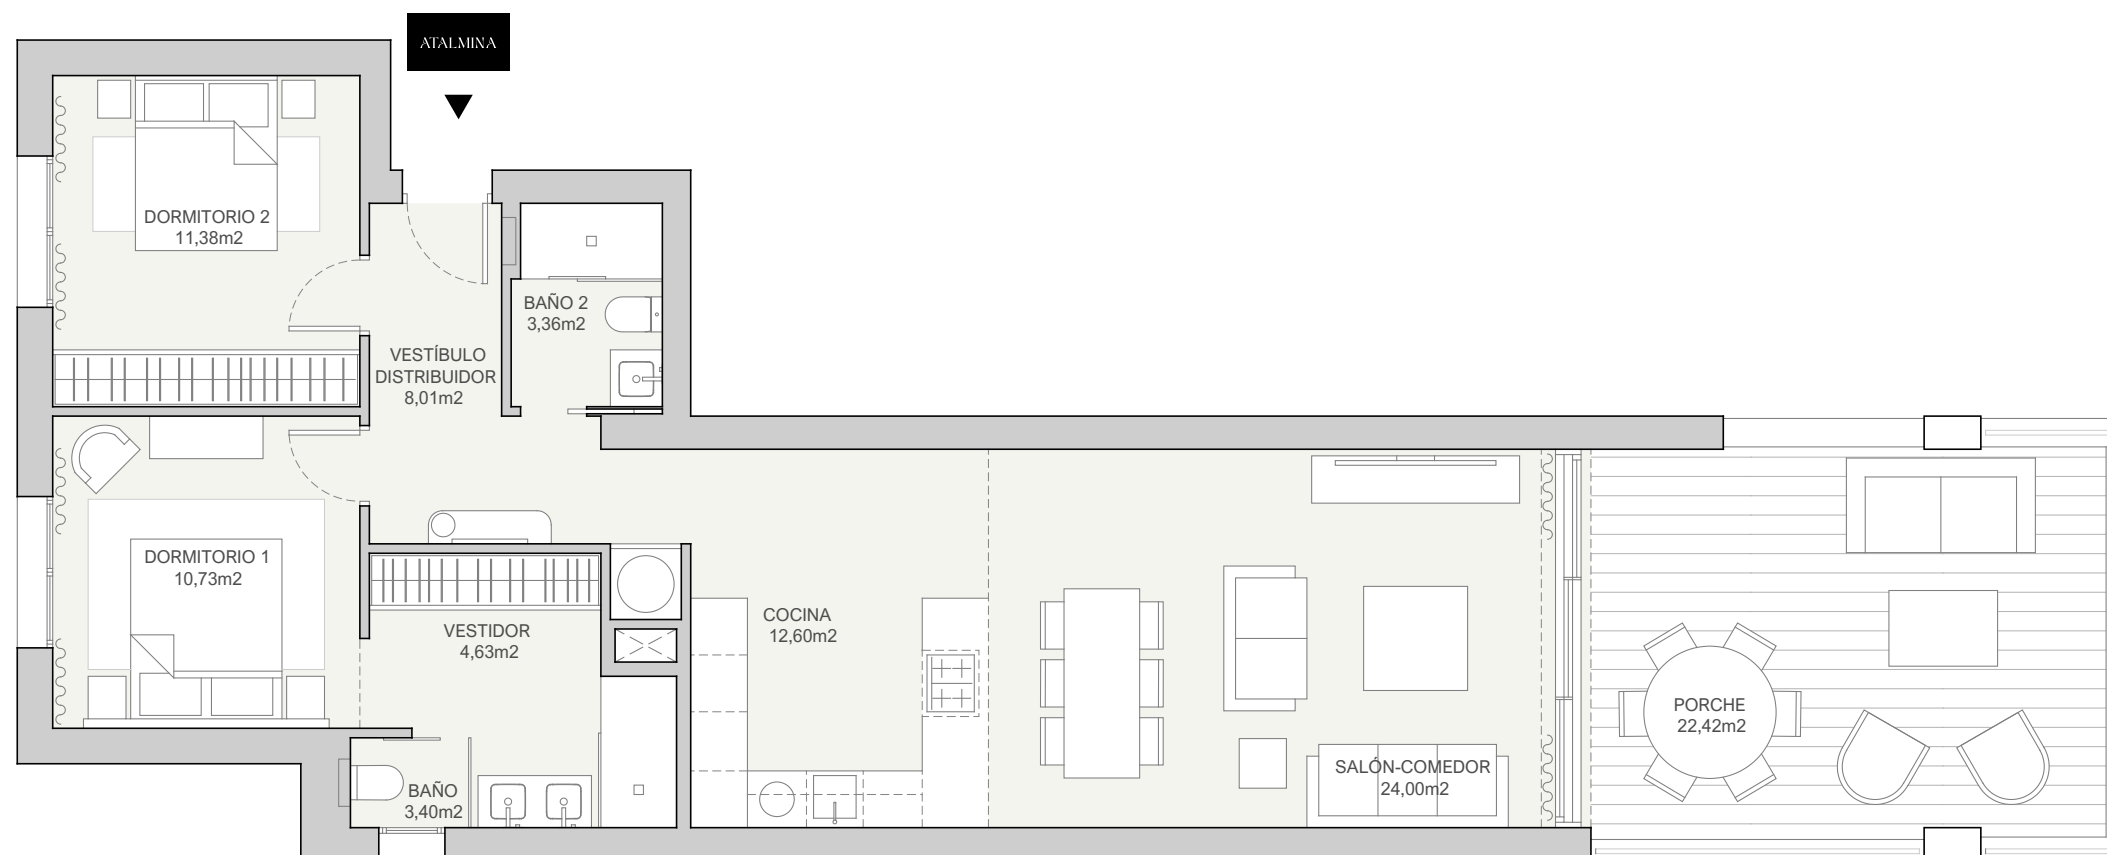 ATALMINA
DORMITORIO 2
11,38m2
BAÑO 2
3,36m2
VESTÍBULO
DISTRIBUIDOR
8,01m2
DORMITORIO 1
10,73m2
VESTIDOR
4,63m2
COCINA
12,60m2
PORCHE
22,42m2
SALÓN-COMEDOR
24,00m2
BAÑO
3,40m2